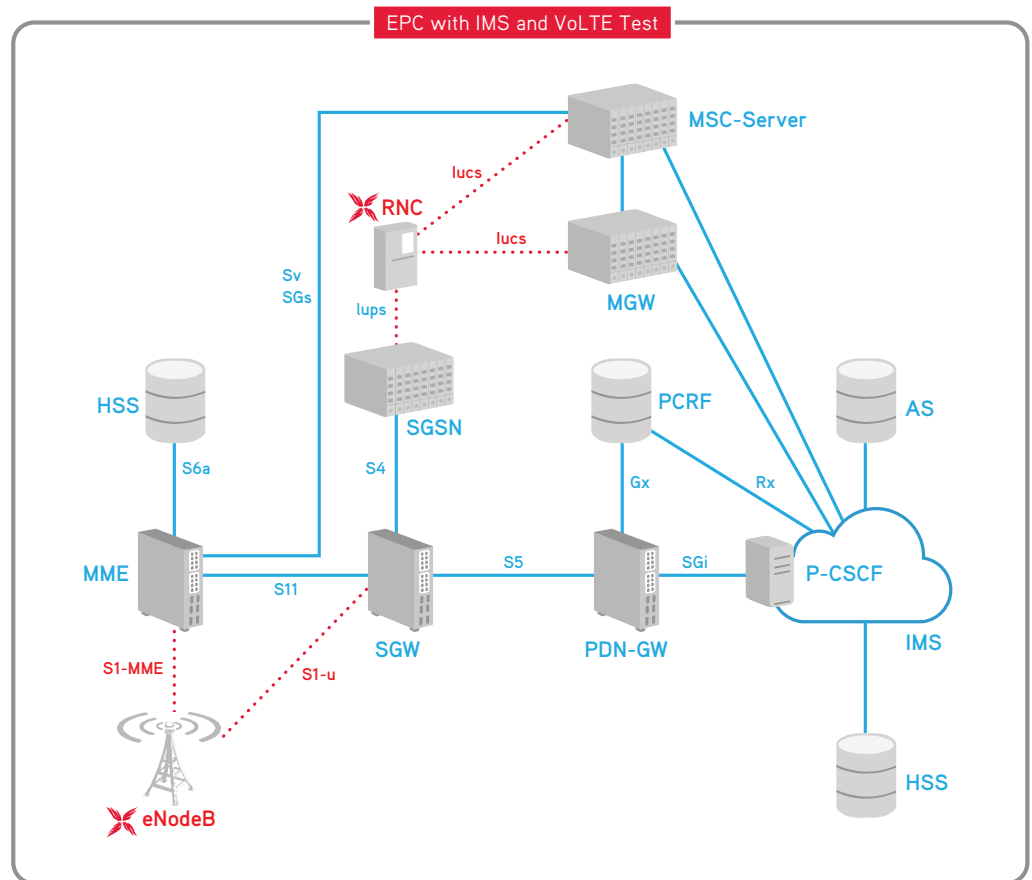 EPC with IMS and VoLTE Test
MSC-Server
Iucs
RNC
Iucs
Sv
SGs
MGW
Iups
HSS
PCRF
AS
SGSN
S6a
S4
Gx
Rx
MME
S11
S5
SGi
P-CSCF
SGW
PDN-GW
IMS
S1-MME
S1-u
HSS
eNodeB